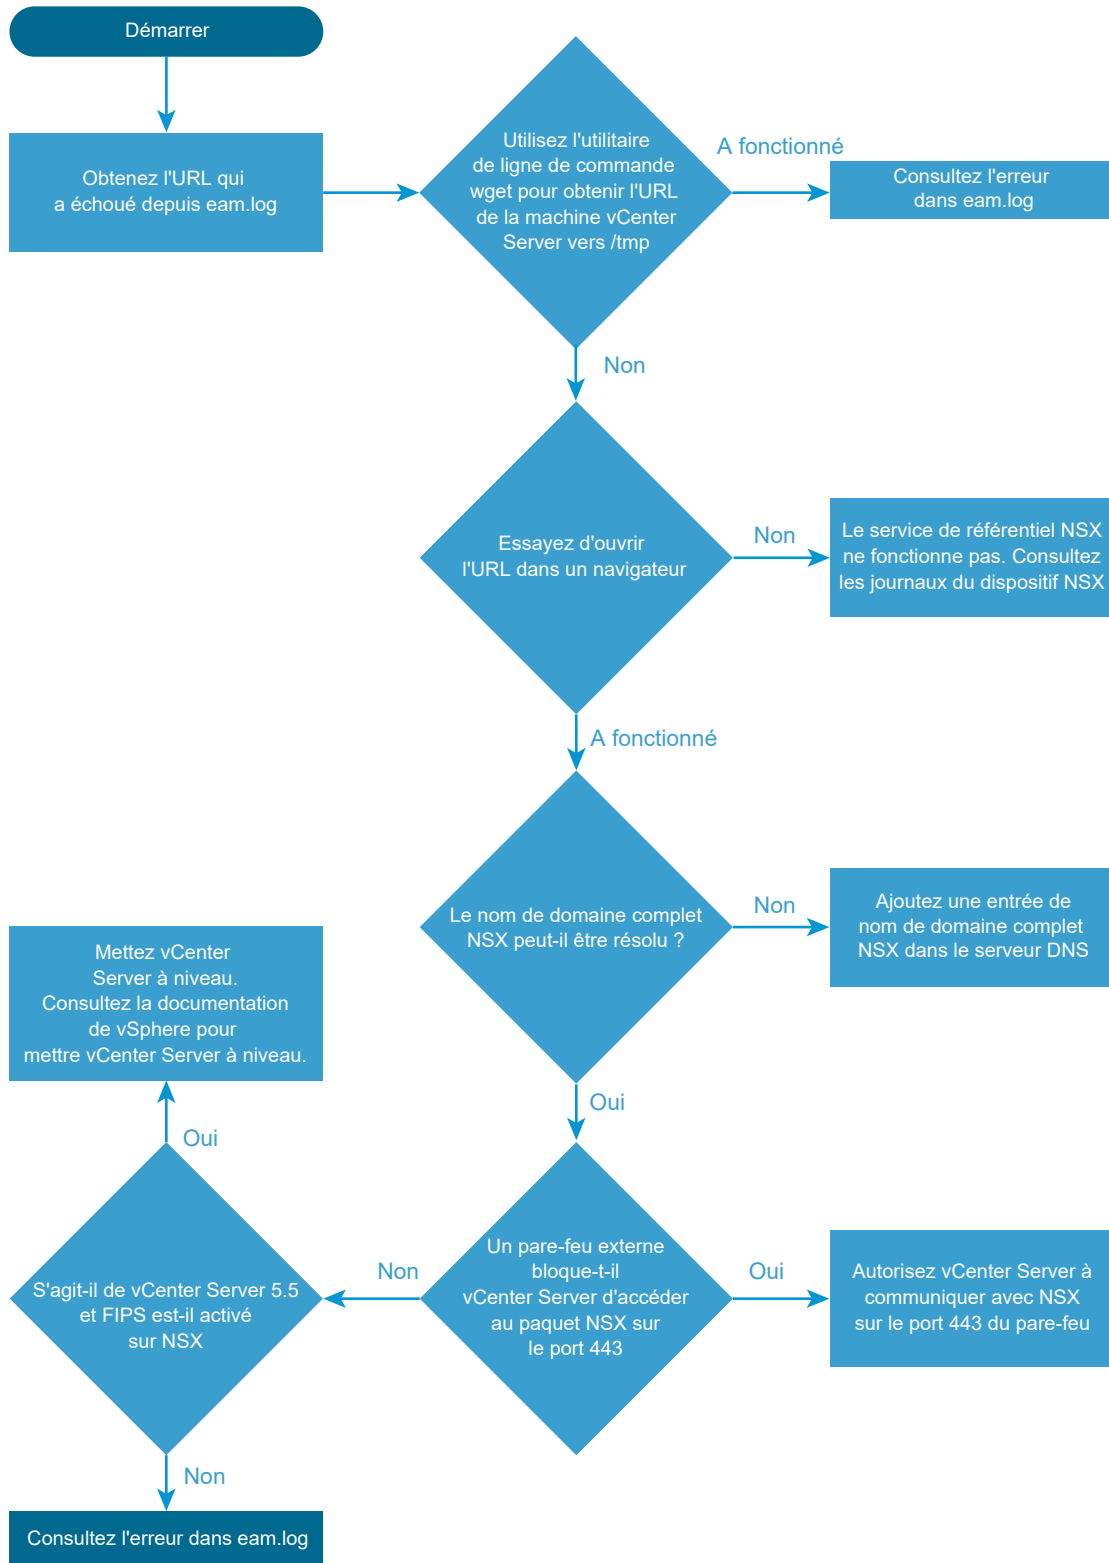 Démarrer
Obtenez l'URL qui
a échoué depuis eam.log
Utilisez l'utilitaire
de ligne de commande
wget pour obtenir l'URL
de la machine vCenter
Server vers /tmp
A fonctionné
Consultez l'erreur
dans eam.log
Non
Essayez d'ouvrir
l'URL dans un navigateur
Non
Le service de référentiel NSX
ne fonctionne pas. Consultez
les journaux du dispositif NSX
A fonctionné
Le nom de domaine complet
NSX peut-il être résolu ?
Non
Ajoutez une entrée de
nom de domaine complet
NSX dans le serveur DNS
Oui
Un pare-feu externe
bloque-t-il
vCenter Server d'accéder
au paquet NSX sur
le port 443
Oui
Autorisez vCenter Server à
communiquer avec NSX
sur le port 443 du pare-feu
Non
S'agit-il de vCenter Server 5.5
et FIPS est-il activé
sur NSX
Oui
Mettez vCenter
Server à niveau.
Consultez la documentation
de vSphere pour
mettre vCenter Server à niveau.
Non
Consultez l'erreur dans eam.log